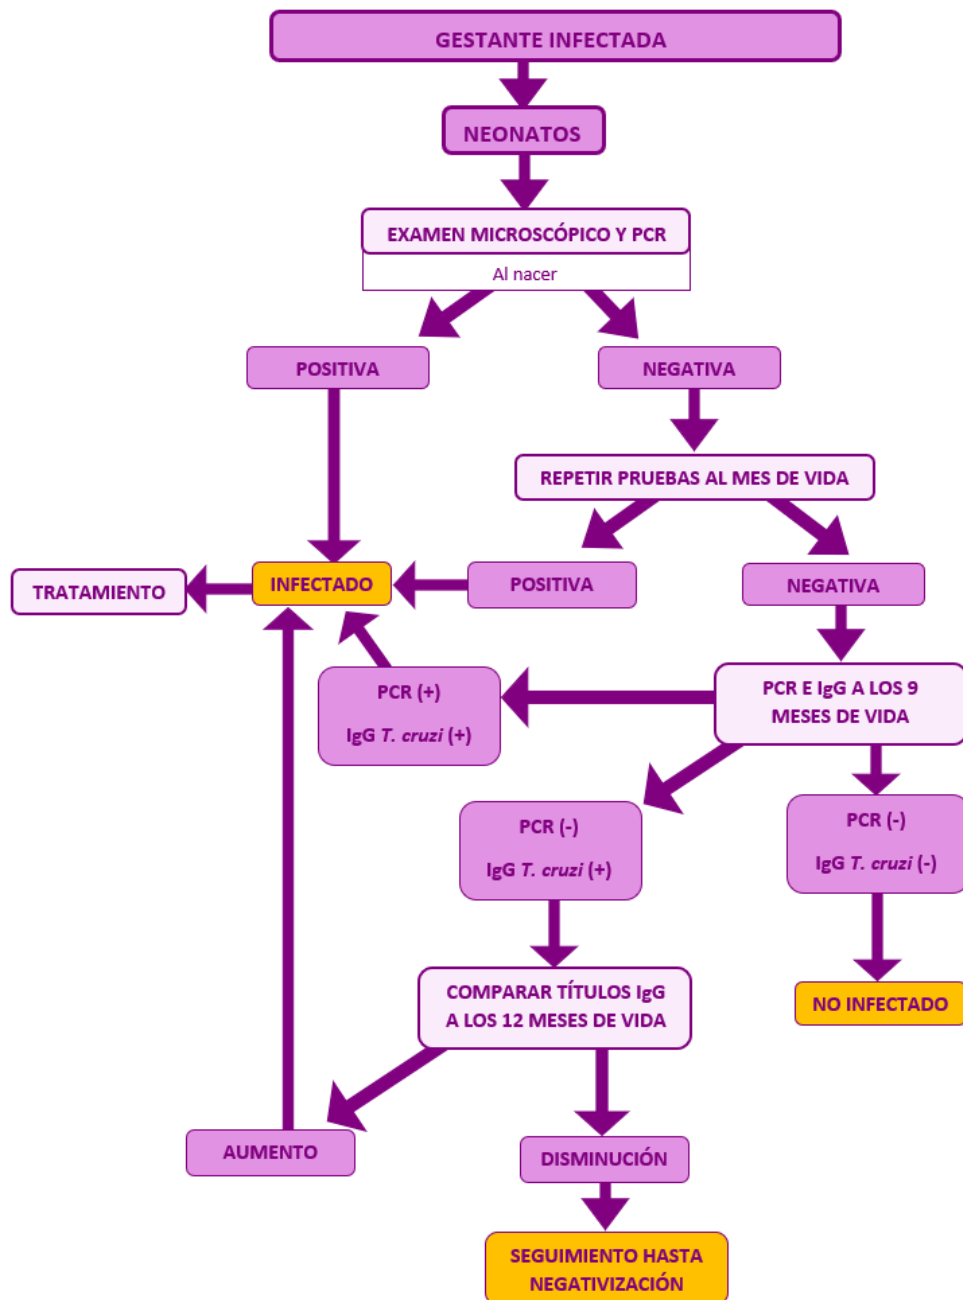 GESTANTE INFECTADA
NEONATOS
EXAMEN MICROSCÓPICO Y PCR
Al nacer
POSITIVA
NEGATIVA
REPETIR PRUEBAS AL MES DE VIDA
TRATAMIENTO
INFECTADO
POSITIVA
NEGATIVA
PCR (+)
IgG T. cruzi (+)
PCR E IgG A LOS 9
MESES DE VIDA
PCR (-)
IgG T. cruzi (+)
PCR (-)
IgG T. cruzi (-)
COMPARAR TÍTULOS IgG
A LOS 12 MESES DE VIDA
NO INFECTADO
AUMENTO
DISMINUCIÓN
SEGUIMIENTO HASTA
NEGATIVIZACIÓN